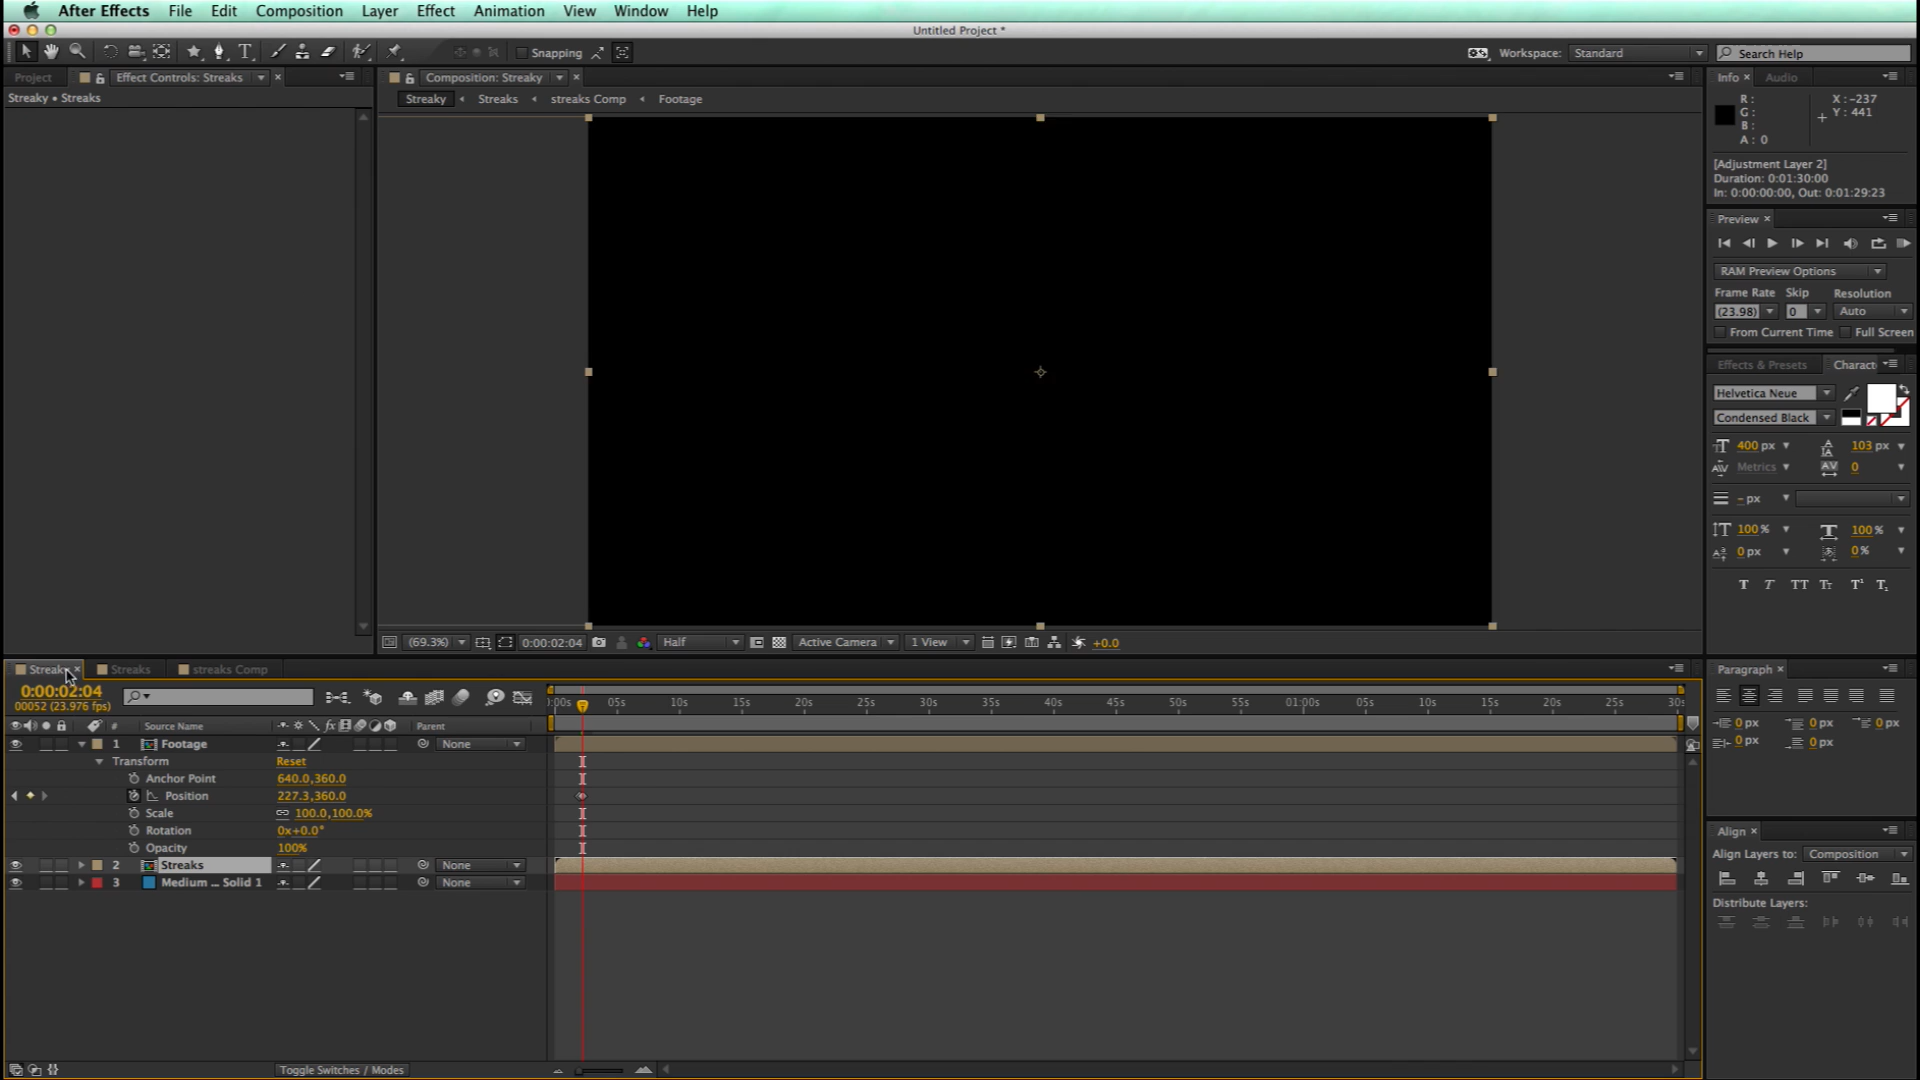 After Effects File Edit Composition Layer Effect Animation View Window Help
Untitled Project *
Snapping
Workspace: Standard
Search Help
Project
Effect Controls: Streaks
Composition: Streaky
Info
Audio
Streaky • Streaks
Streaky Streaks streaks Comp Footage
R:
G:
B:
A: 0
X: -237
Y: 441
[Adjustment Layer 2]
Duration: 0:01:30:00
In: 0:00:00:00, Out: 0:01:29:23
Preview
RAM Preview Options
Frame Rate Skip Resolution
(23.98) 0 Auto
From Current Time Full Screen
Effects & Presets Charact
Helvetica Neue
Condensed Black
400 px 103 px
Metrics 0
- px
100% 100%
0 px 0%
T T TT Tt T¹ T₁
(69.3%) 0:00:02:04 Half Active Camera 1 View +0.0
Streaks streaks Comp
0:00:02:04
00052 (23.976 fps)
:00s 05s 10s 15s 20s 25s 30s 35s 40s 45s 50s 55s 01:00s 05s 10s 15s 20s 25s 30s
# Source Name fx Parent
1 Footage None
Transform Reset
Anchor Point 640.0,360.0
Position 227.3,360.0
Scale 100.0,100.0%
Rotation 0x+0.0°
Opacity 100%
2 Streaks None
3 Medium ... Solid 1 None
Toggle Switches / Modes
Paragraph
0 px 0 px 0 px
0 px 0 px
Align
Align Layers to: Composition
Distribute Layers: